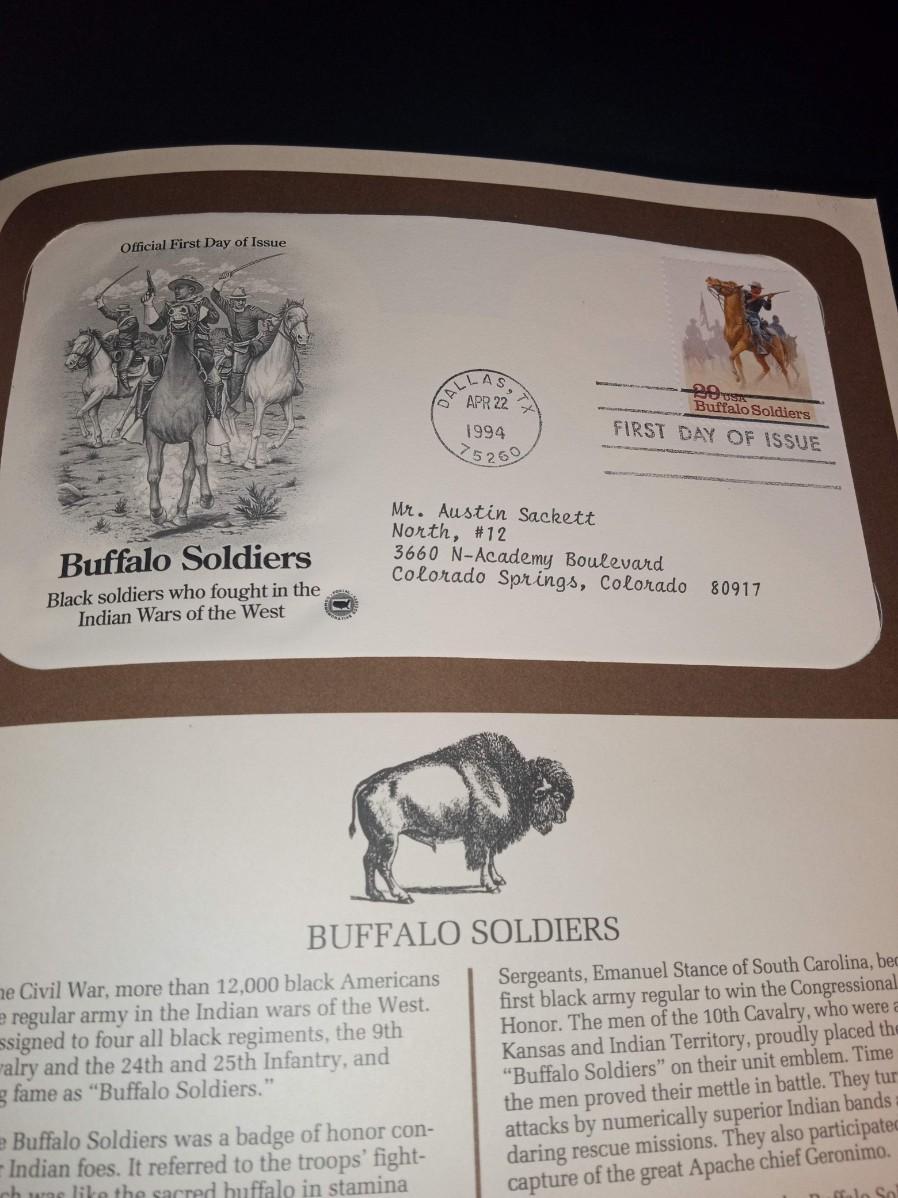 Official First Day of Issue
Buffalo Soldiers
Black soldiers who fought in the
Indian Wars of the West
DALLAS, TX
APR 22
1994
75260
29 USA
Buffalo Soldiers
FIRST DAY OF ISSUE
Mr. Austin Sackett
North, #12
3660 N-Academy Boulevard
Colorado Springs, Colorado 80917
BUFFALO SOLDIERS
he Civil War, more than 12,000 black Americans
e regular army in the Indian wars of the West.
ssigned to four all black regiments, the 9th
valry and the 24th and 25th Infantry, and
g fame as “Buffalo Soldiers.”
e Buffalo Soldiers was a badge of honor con-
r Indian foes. It referred to the troops’ fight-
ch was like the sacred buffalo in stamina
Sergeants, Emanuel Stance of South Carolina, bec
first black army regular to win the Congressional
Honor. The men of the 10th Cavalry, who were a
Kansas and Indian Territory, proudly placed the
“Buffalo Soldiers” on their unit emblem. Time
the men proved their mettle in battle. They tur
attacks by numerically superior Indian bands a
daring rescue missions. They also participated
capture of the great Apache chief Geronimo.
Buffalo Sol